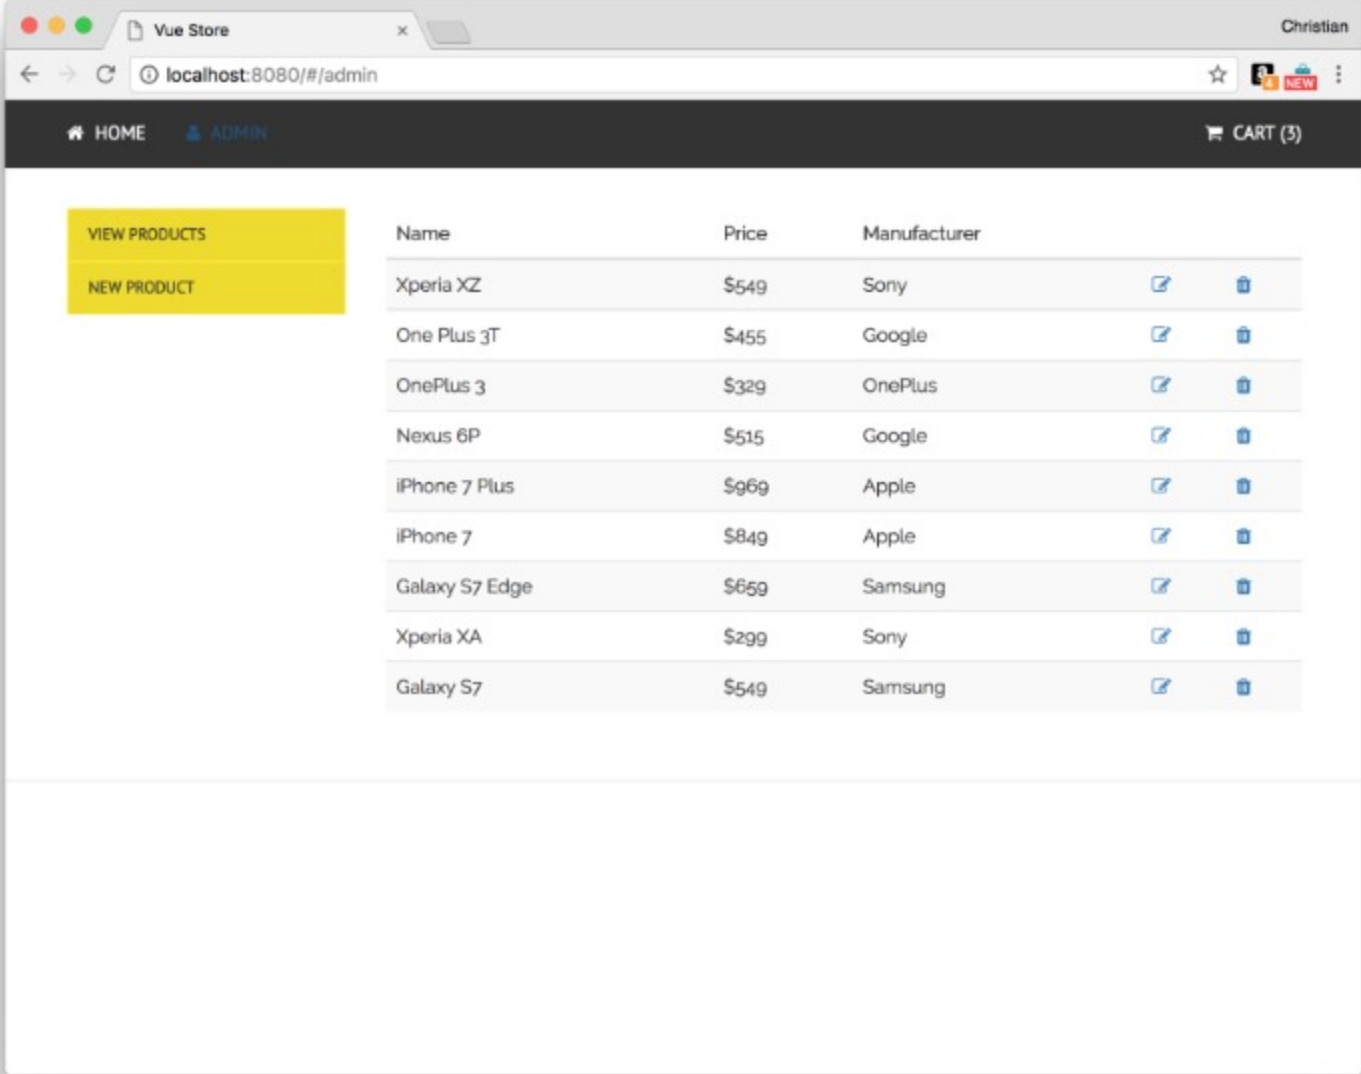 Vue Store
Christian
localhost:8080/#/admin
4
NEW
HOME ADMIN CART (3)
VIEW PRODUCTS
NEW PRODUCT
Name Price Manufacturer
Xperia XZ $549 Sony
One Plus 3T $455 Google
OnePlus 3 $329 OnePlus
Nexus 6P $515 Google
iPhone 7 Plus $969 Apple
iPhone 7 $849 Apple
Galaxy S7 Edge $659 Samsung
Xperia XA $299 Sony
Galaxy S7 $549 Samsung